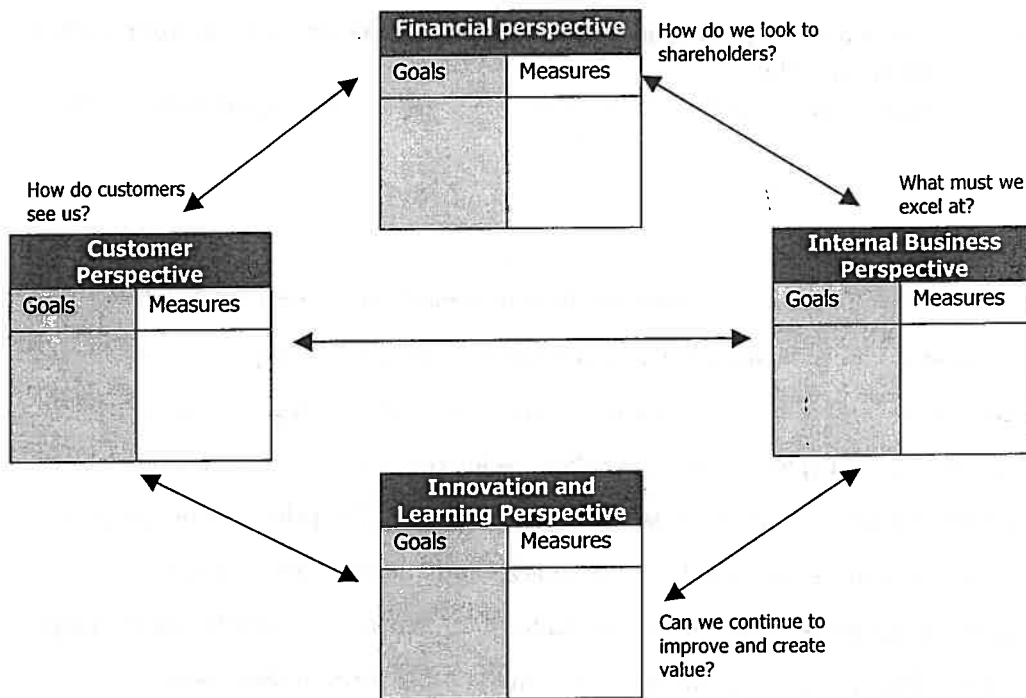 Financial perspective
Goals Measures
How do we look to
shareholders?
How do customers
see us?
Customer
Perspective
Goals Measures
What must we
excel at?
Internal Business
Perspective
Goals Measures
Innovation and
Learning Perspective
Goals Measures
Can we continue to
improve and create
value?